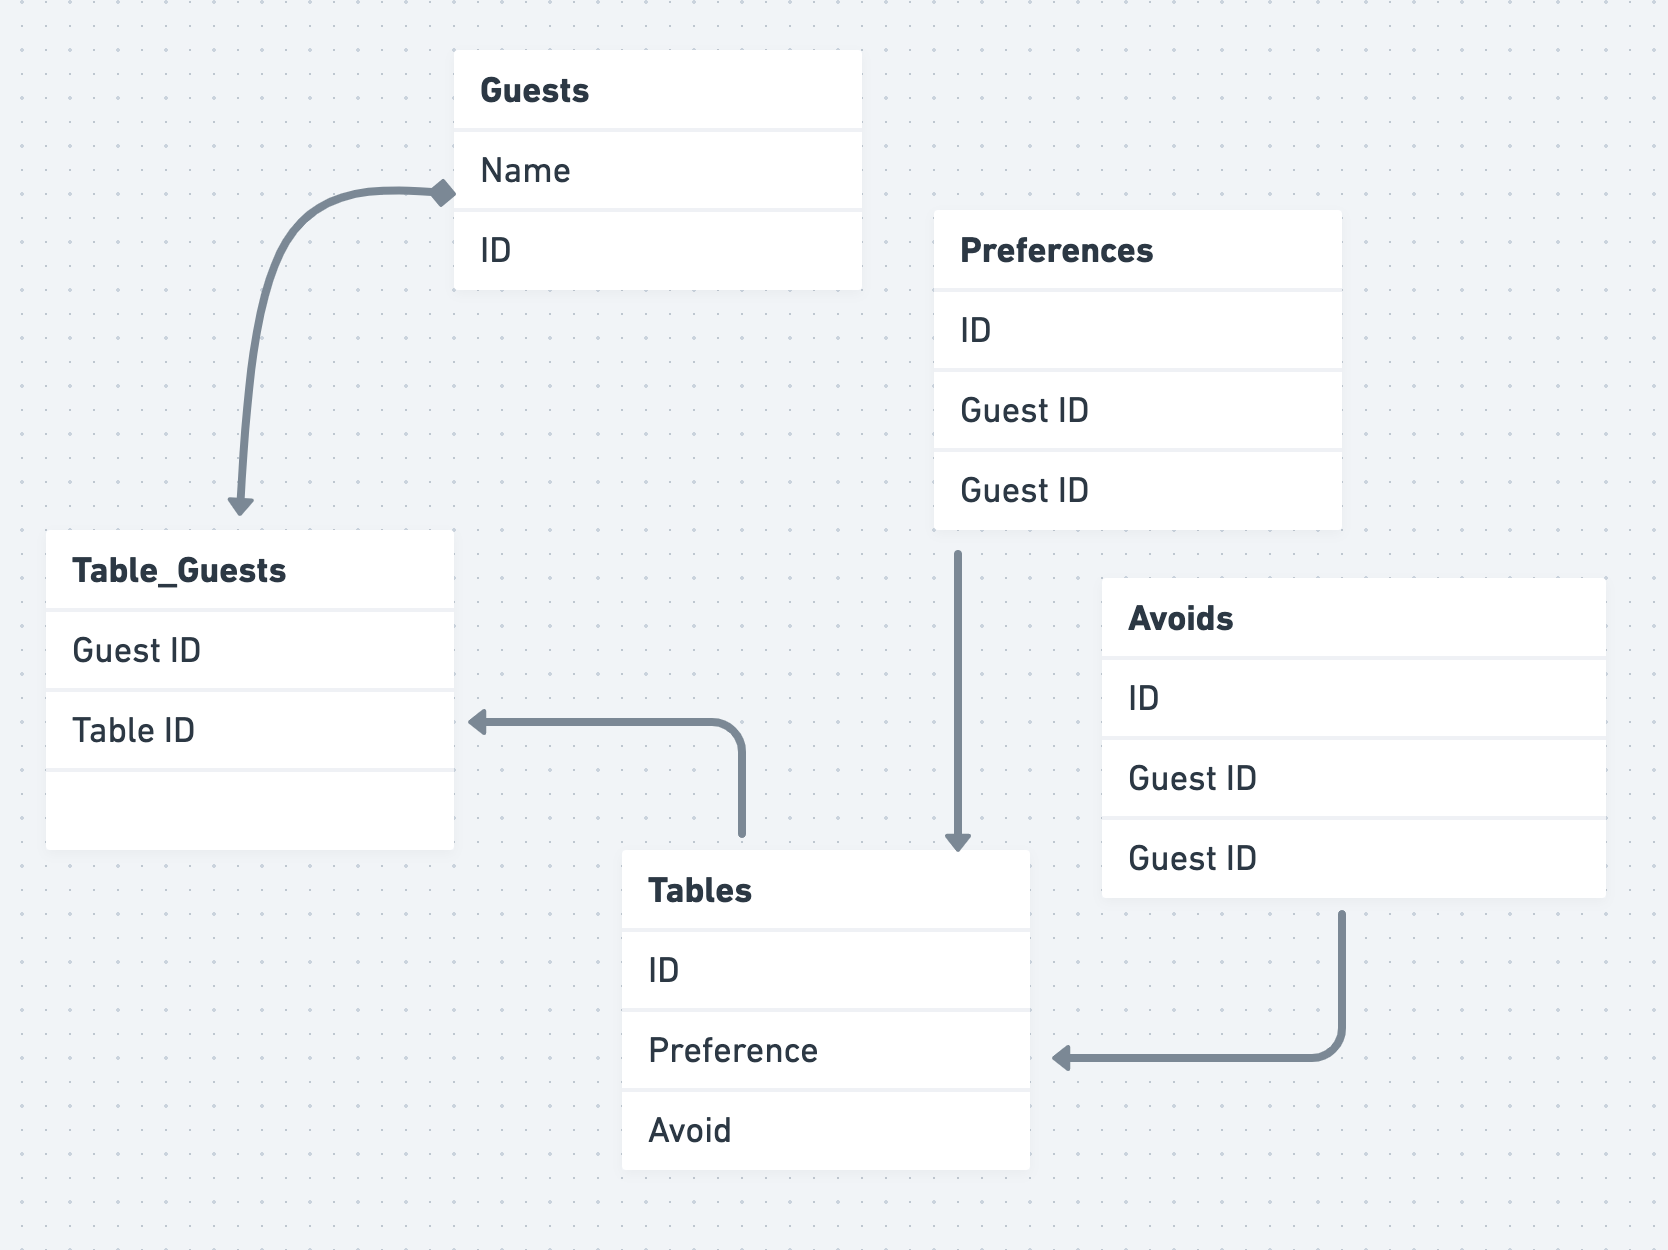 Guests
Name
ID
Preferences
ID
Guest ID
Guest ID
Table_Guests
Guest ID
Table ID
Avoids
ID
Guest ID
Guest ID
Tables
ID
Preference
Avoid